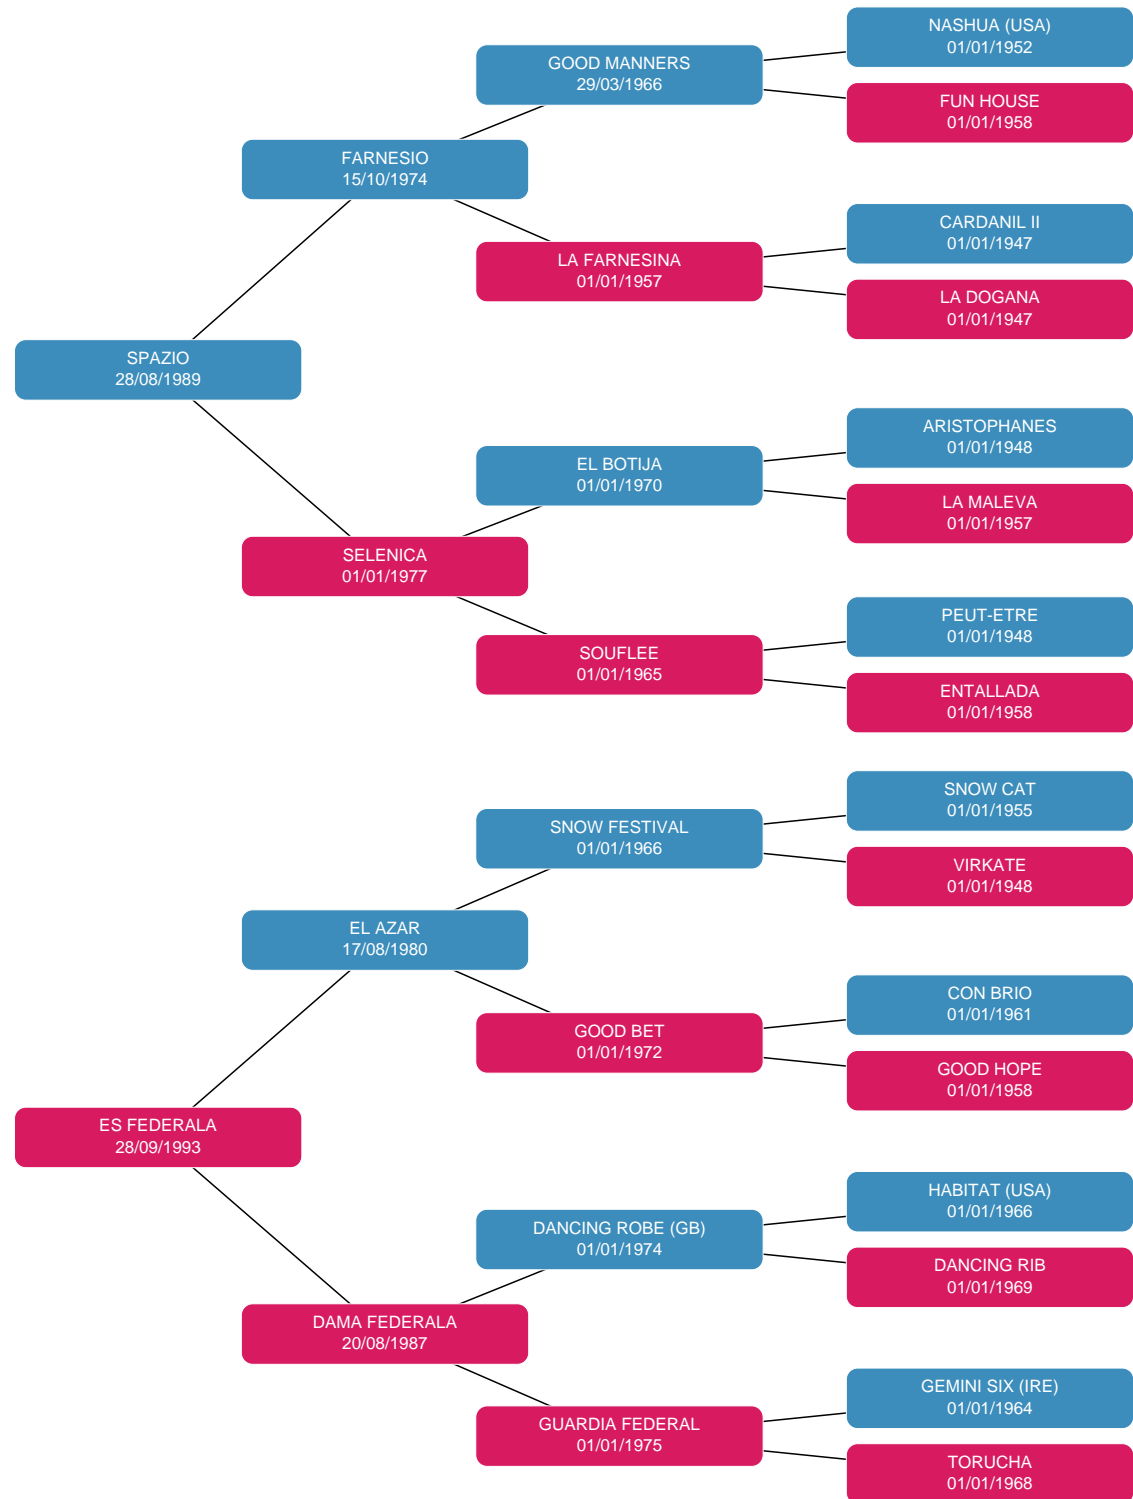 NASHUA (USA)
01/01/1952
GOOD MANNERS
29/03/1966
FUN HOUSE
01/01/1958
FARNESIO
15/10/1974
CARDANIL II
01/01/1947
LA FARNESINA
01/01/1957
LA DOGANA
01/01/1947
SPAZIO
28/08/1989
ARISTOPHANES
01/01/1948
EL BOTIJA
01/01/1970
LA MALEVA
01/01/1957
SELENICA
01/01/1977
PEUT-ETRE
01/01/1948
SOUFLEE
01/01/1965
ENTALLADA
01/01/1958
SNOW CAT
01/01/1955
SNOW FESTIVAL
01/01/1966
VIRKATE
01/01/1948
EL AZAR
17/08/1980
CON BRIO
01/01/1961
GOOD BET
01/01/1972
GOOD HOPE
01/01/1958
ES FEDERALA
28/09/1993
HABITAT (USA)
01/01/1966
DANCING ROBE (GB)
01/01/1974
DANCING RIB
01/01/1969
DAMA FEDERALA
20/08/1987
GEMINI SIX (IRE)
01/01/1964
GUARDIA FEDERAL
01/01/1975
TORUCHA
01/01/1968